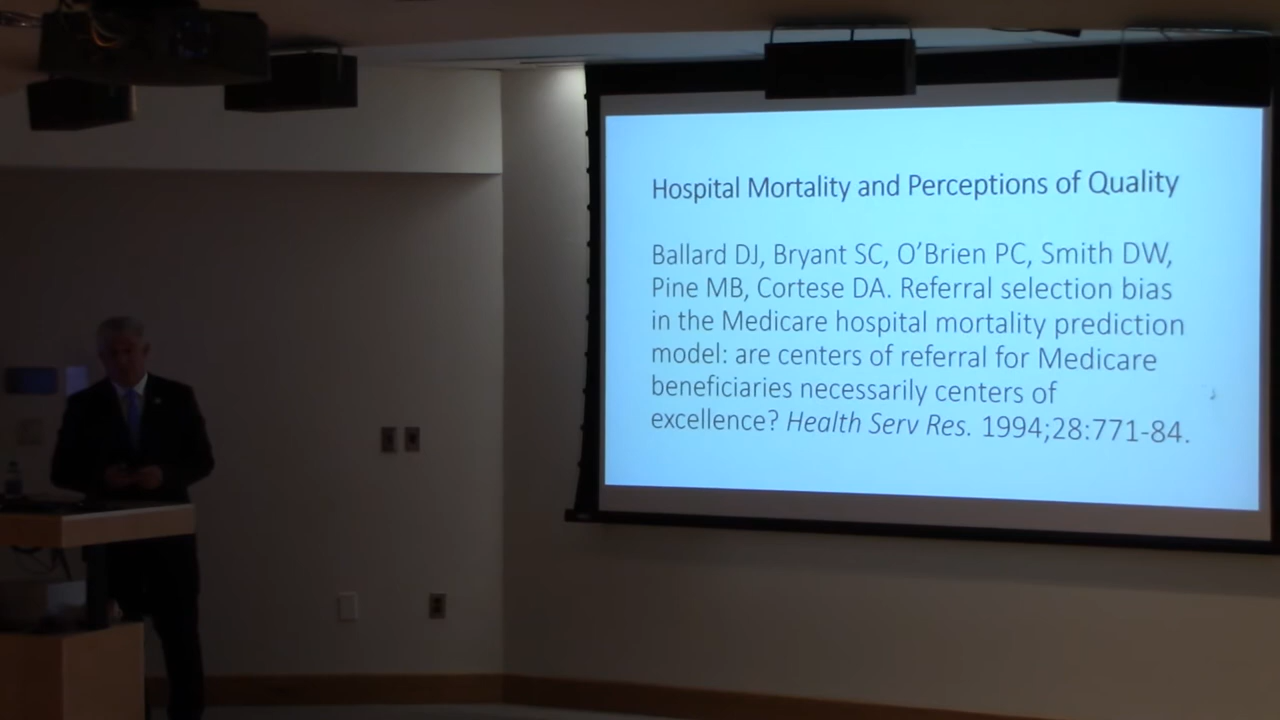 Hospital Mortality and Perceptions of Quality
Ballard DJ, Bryant SC, O'Brien PC, Smith DW,
Pine MB, Cortese DA. Referral selection bias
in the Medicare hospital mortality prediction
model: are centers of referral for Medicare
beneficiaries necessarily centers of
excellence? Health Serv Res. 1994;28:771-84.